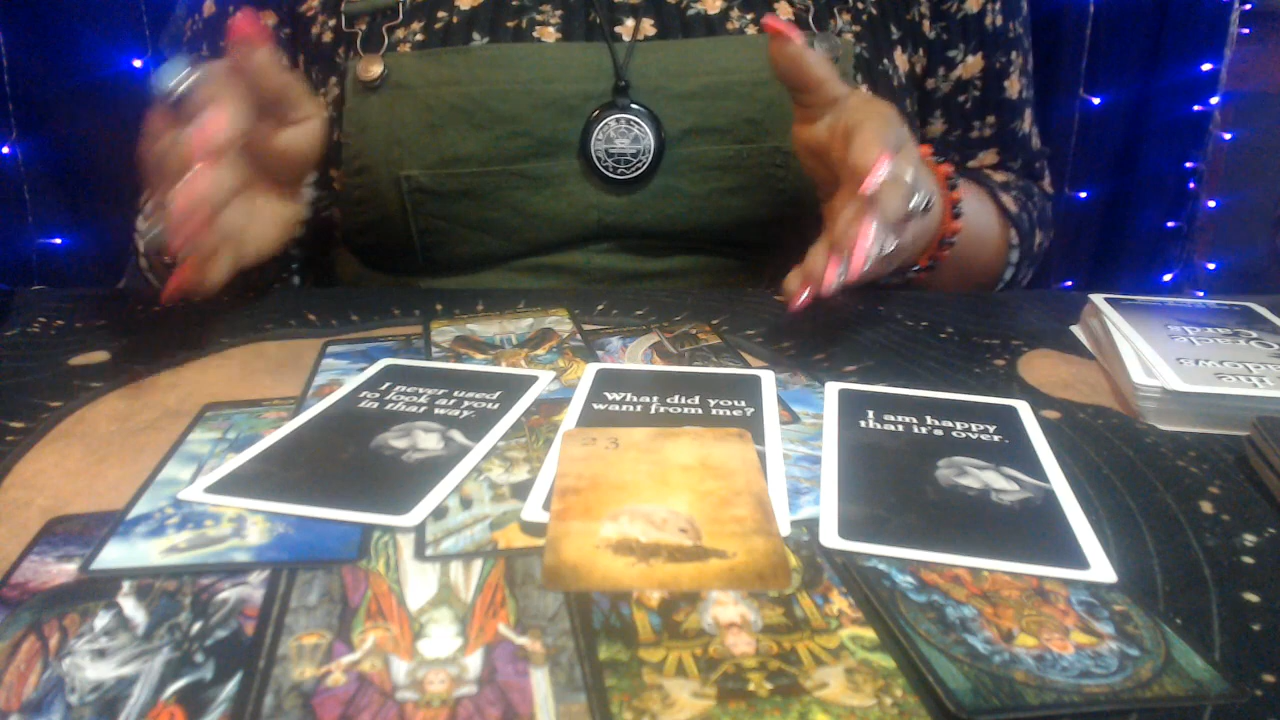 I never used
to look at you
in that way.
What did you
want from me?
I am happy
that it's over.
23
the
Shadows
Oracle
Cards